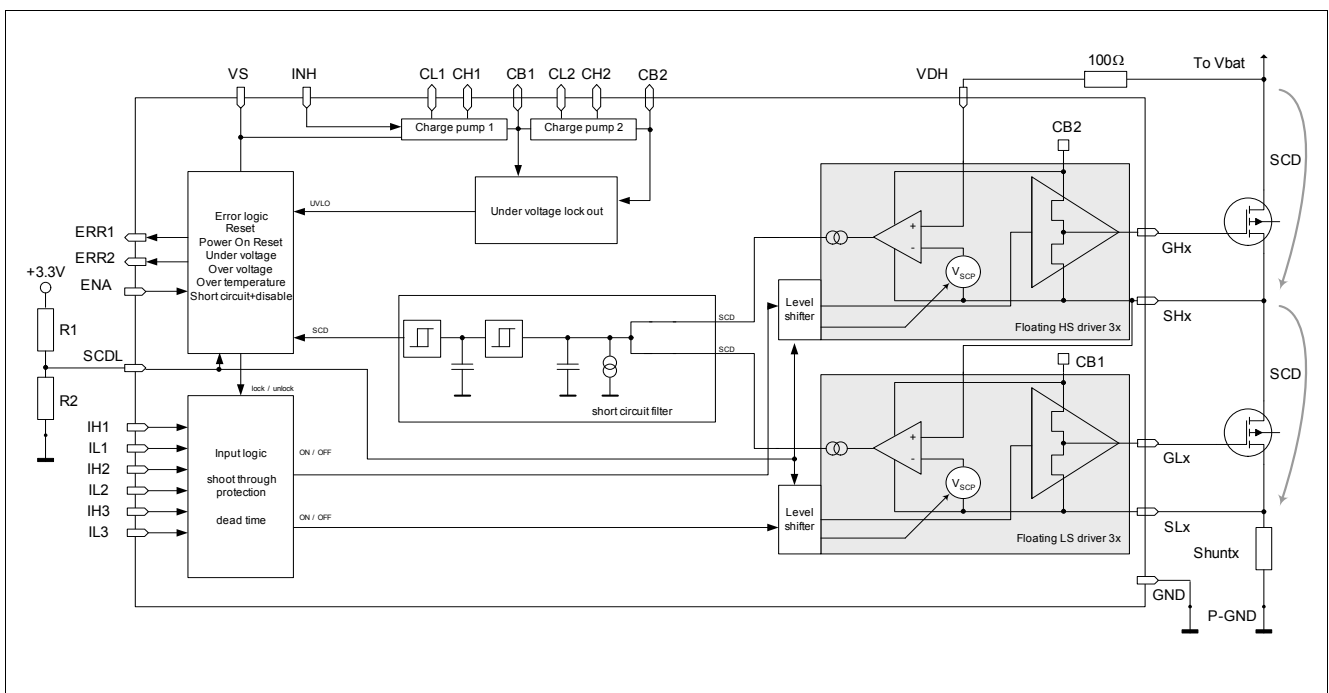 VS
INH
CL1
CH1
CB1
CL2
CH2
CB2
VDH
100Ω
To Vbat
Charge pump 1
Charge pump 2
CB2
SCD
Error logic
Reset
Power On Reset
Under voltage
Over voltage
Over temperature
Short circuit+disable
UVLO
Under voltage lock out
ERR1
ERR2
ENA
+3.3V
R1
SCDL
R2
+
-
VSCP
GHx
Level
shifter
SHx
Floating HS driver 3x
SCD
SCD
SCD
short circuit filter
lock / unlock
CB1
SCD
IH1
IL1
IH2
IL2
IH3
IL3
Input logic
shoot through
protection
dead time
ON / OFF
ON / OFF
+
-
VSCP
GLx
Level
shifter
SLx
Floating LS driver 3x
Shuntx
GND
P-GND